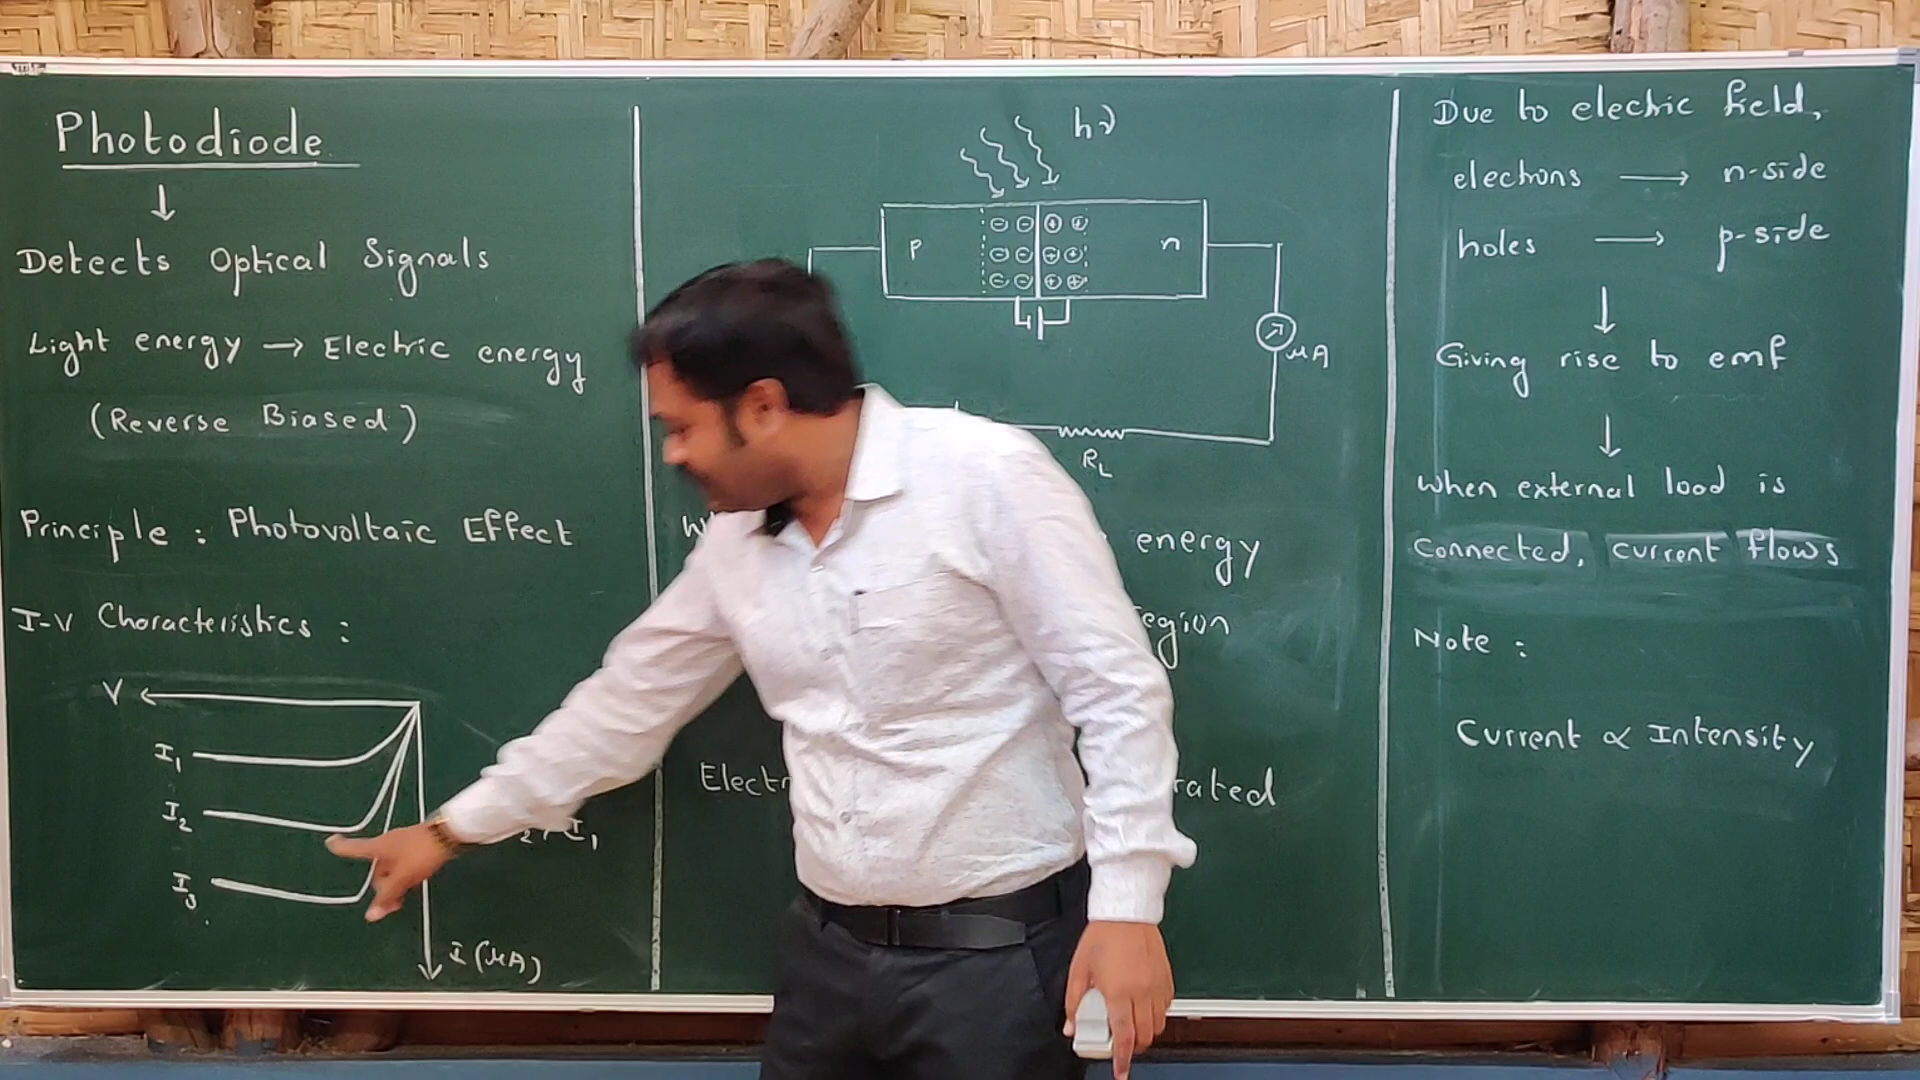 Photodiode
↓
Detects Optical Signals
Light energy → Electric energy
(Reverse Biased)
Principle : Photovoltaic Effect
I-V Characteristics :
V
I₁
I₂
I₃
I (μA)
I₁
hν
p
n
μA
R_L
energy
Due to electric field,
electrons → n-side
holes → p-side
↓
Giving rise to emf
↓
When external load is
connected, current flows
Note :
Current ∝ Intensity